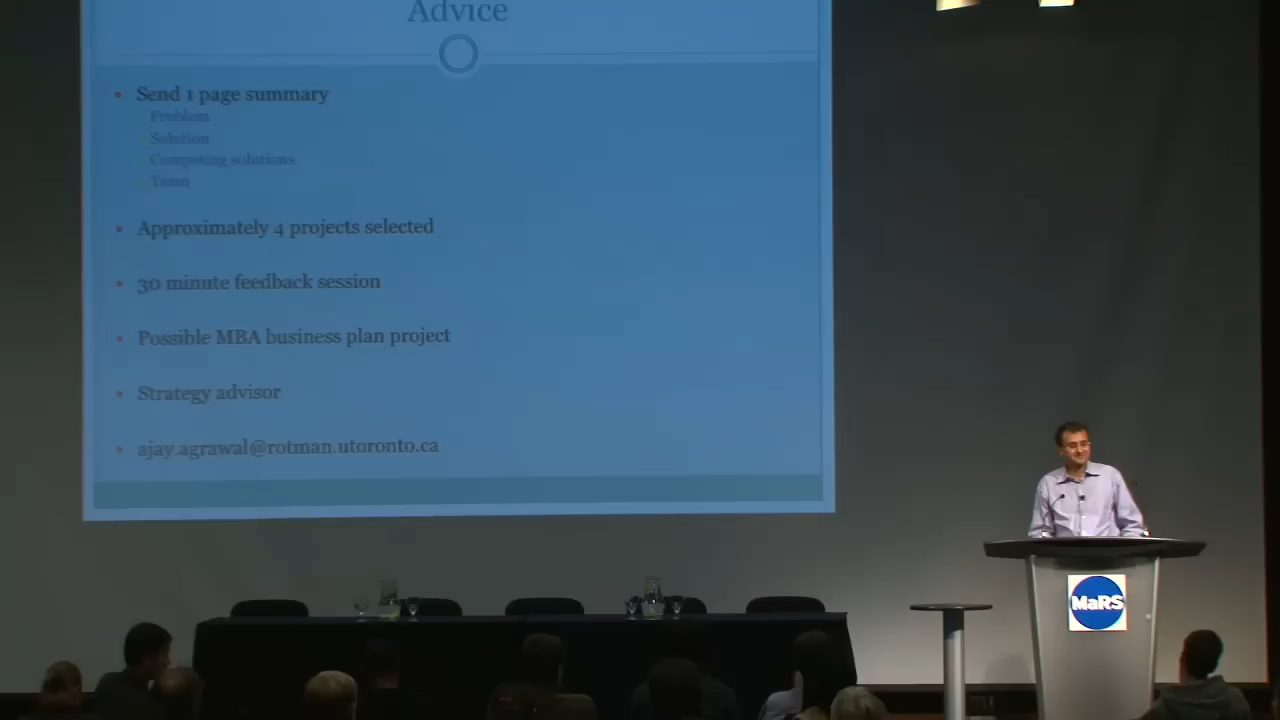 Advice
Send 1 page summary
Problem
Solution
Competing solutions
Team
Approximately 4 projects selected
30 minute feedback session
Possible MBA business plan project
Strategy advisor
ajay.agrawal@rotman.utoronto.ca
MaRS